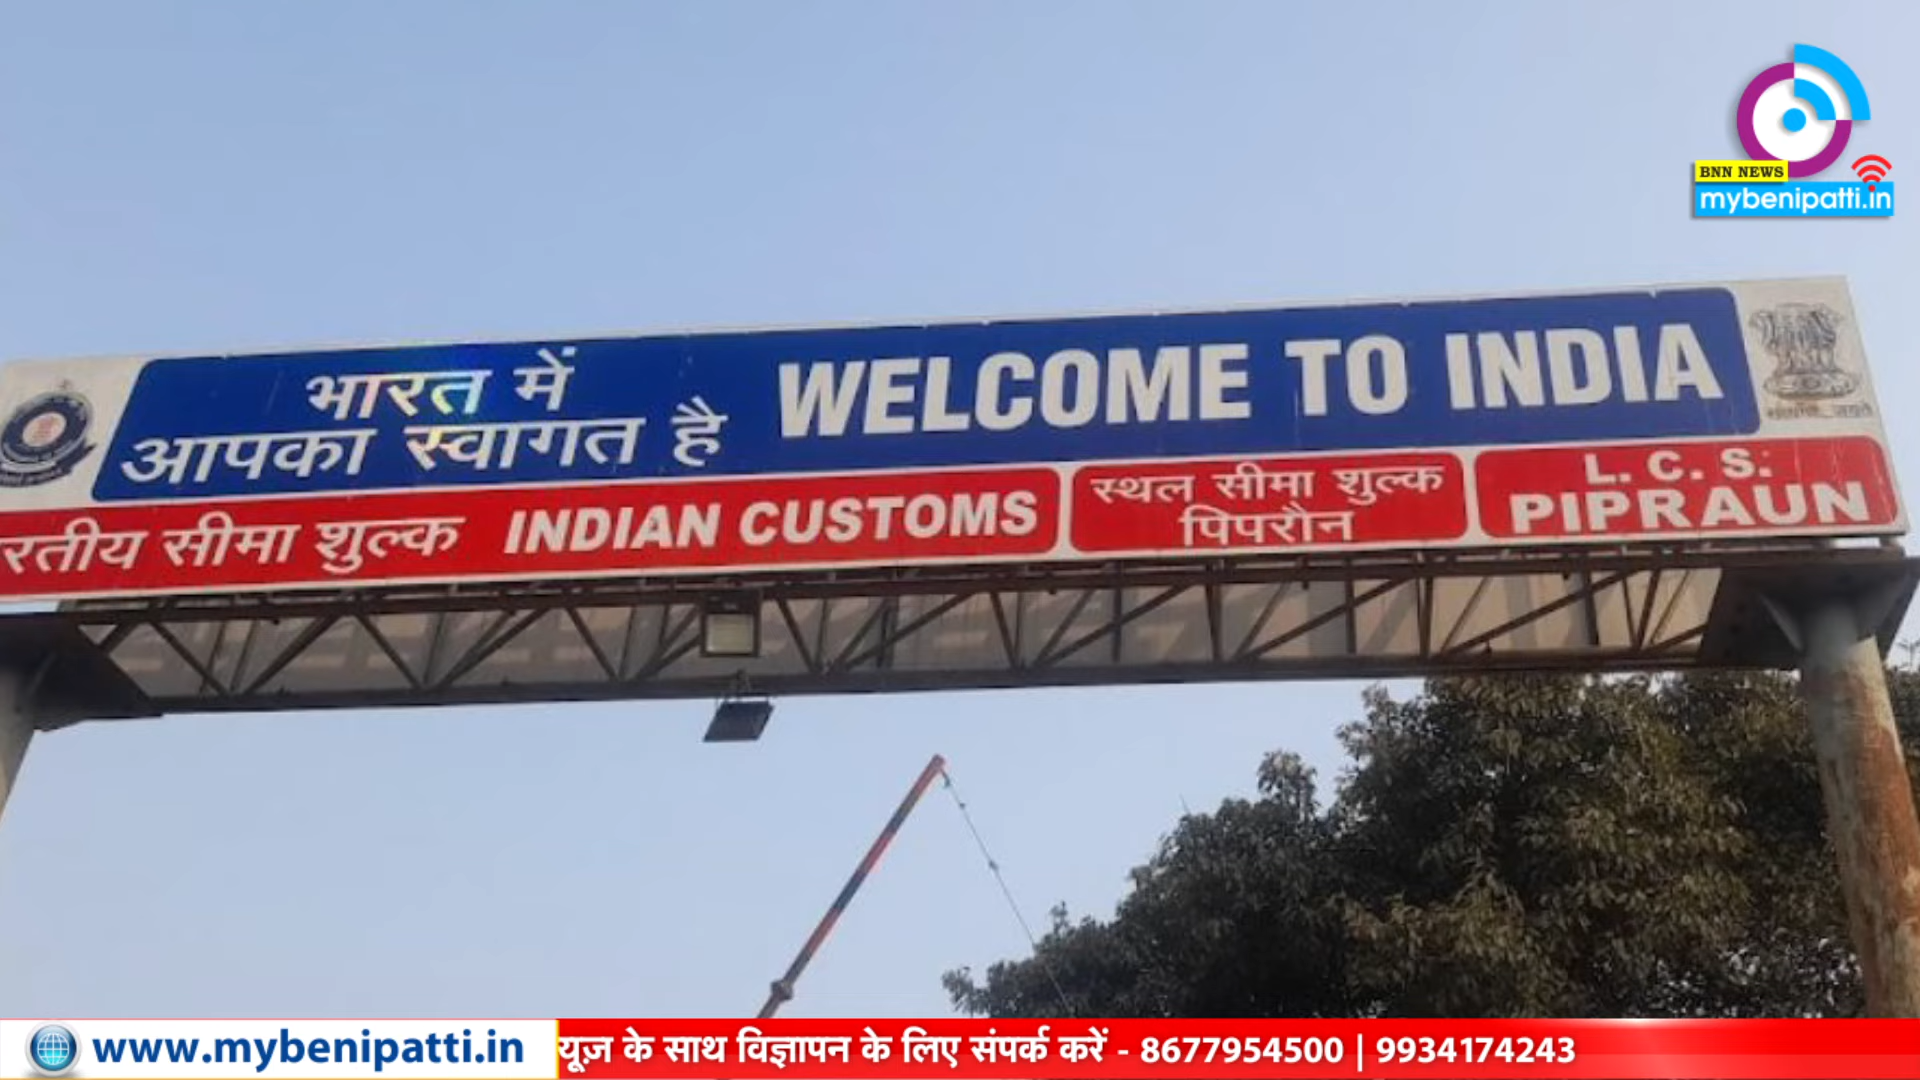 BNN NEWS
mybenipatti.in
भारत में
आपका स्वागत है
WELCOME TO INDIA
रतीय सीमा शुल्क INDIAN CUSTOMS
स्थल सीमा शुल्क
पिपरौन
L. C. S.
PIPRAUN
www.mybenipatti.in
यूज़ के साथ विज्ञापन के लिए संपर्क करें - 8677954500 | 9934174243